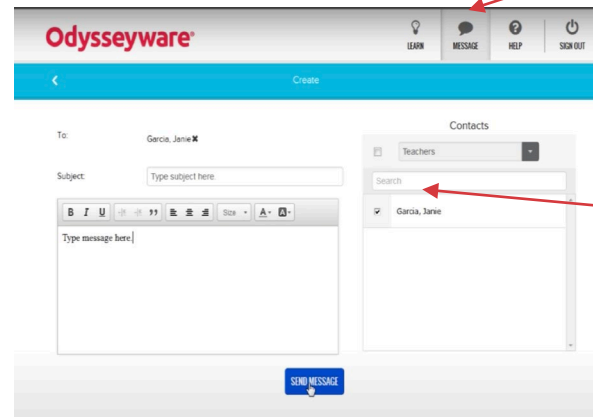 Odysseyware®
LEARN MESSAGE HELP SIGN OUT
Create
To: Garcia, Janie ✖
Subject: Type subject here
B I U Size A A
Type message here.
SEND MESSAGE
Contacts
Teachers
Search
Garcia, Janie